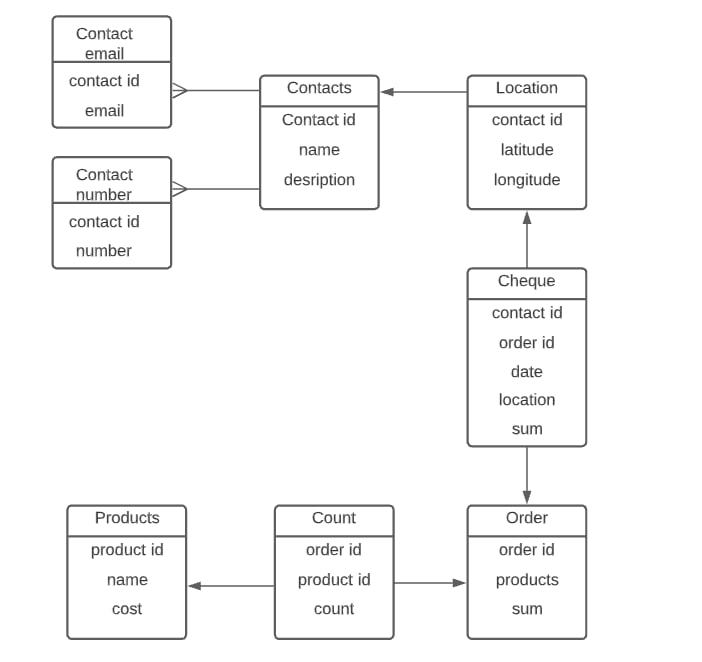 Contact
email
contact id
email
Contact
number
contact id
number
Contacts
Contact id
name
desription
Location
contact id
latitude
longitude
Cheque
contact id
order id
date
location
sum
Products
product id
name
cost
Count
order id
product id
count
Order
order id
products
sum